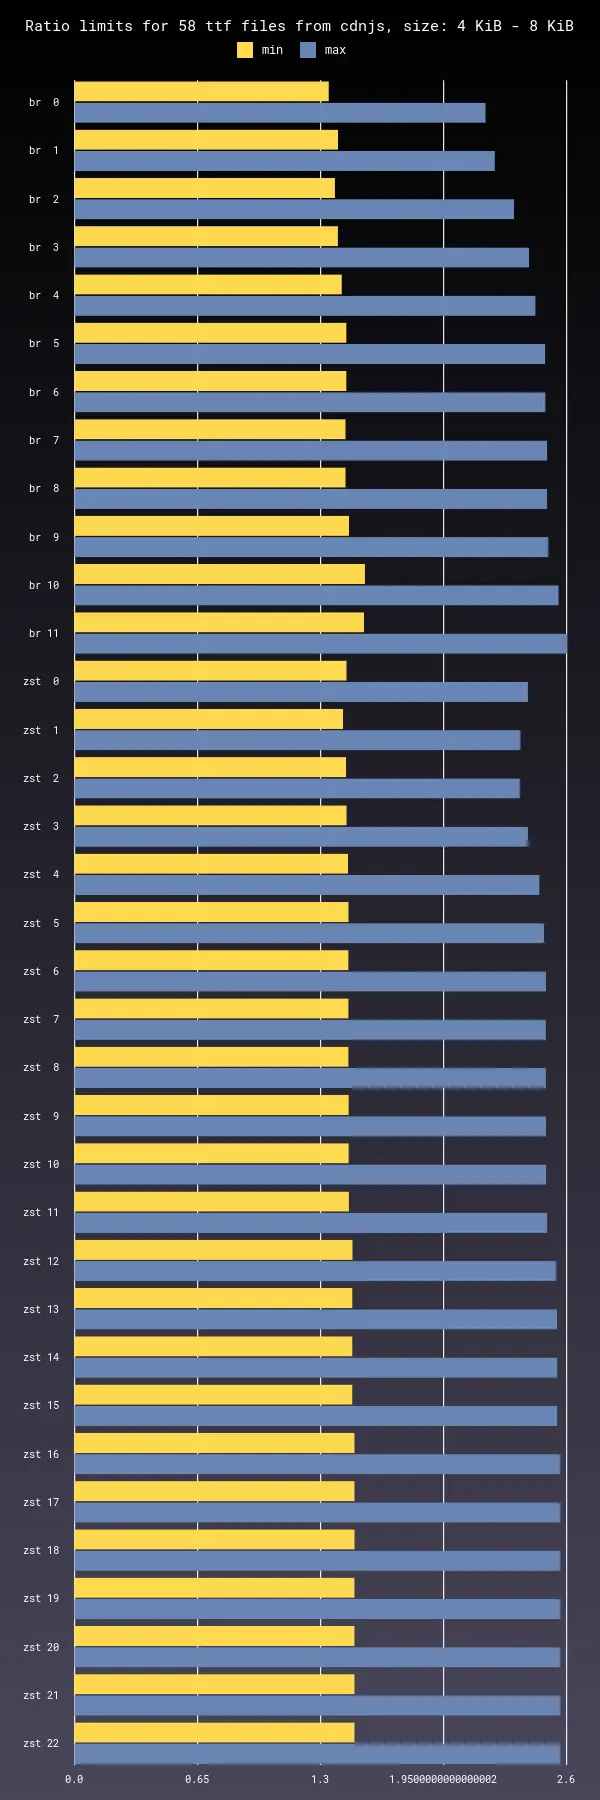 Ratio limits for 58 ttf files from cdnjs, size: 4 KiB - 8 KiB
min max
br 0
br 1
br 2
br 3
br 4
br 5
br 6
br 7
br 8
br 9
br 10
br 11
zst 0
zst 1
zst 2
zst 3
zst 4
zst 5
zst 6
zst 7
zst 8
zst 9
zst 10
zst 11
zst 12
zst 13
zst 14
zst 15
zst 16
zst 17
zst 18
zst 19
zst 20
zst 21
zst 22
0.0 0.65 1.3 1.9500000000000002 2.6